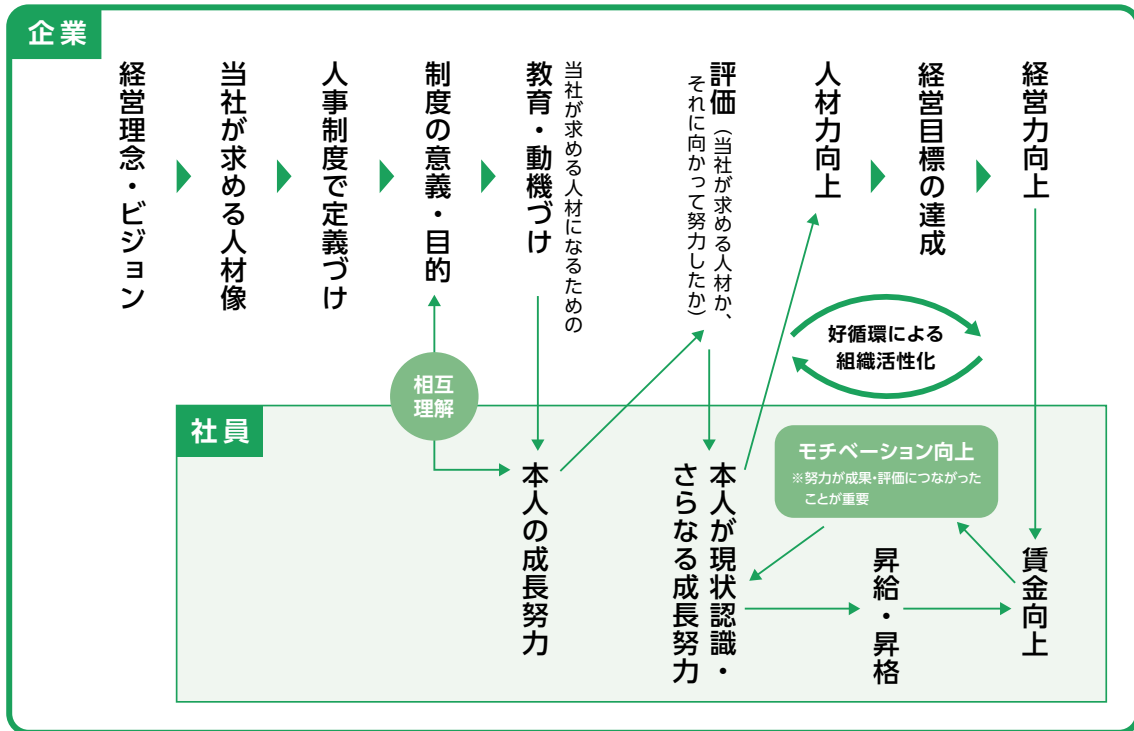 企業
経営理念・ビジョン
当社が求める人材像
人事制度で定義づけ
制度の意義・目的
当社が求める人材になるための
教育・動機づけ
評価（当社が求める人材か、
それに向かって努力したか）
人材力向上
経営目標の達成
経営力向上
好循環による
組織活性化
相互
理解
社員
本人の成長努力
本人が現状認識・
さらなる成長努力
モチベーション向上
※努力が成果・評価につながった
ことが重要
昇給・昇格
賃金向上